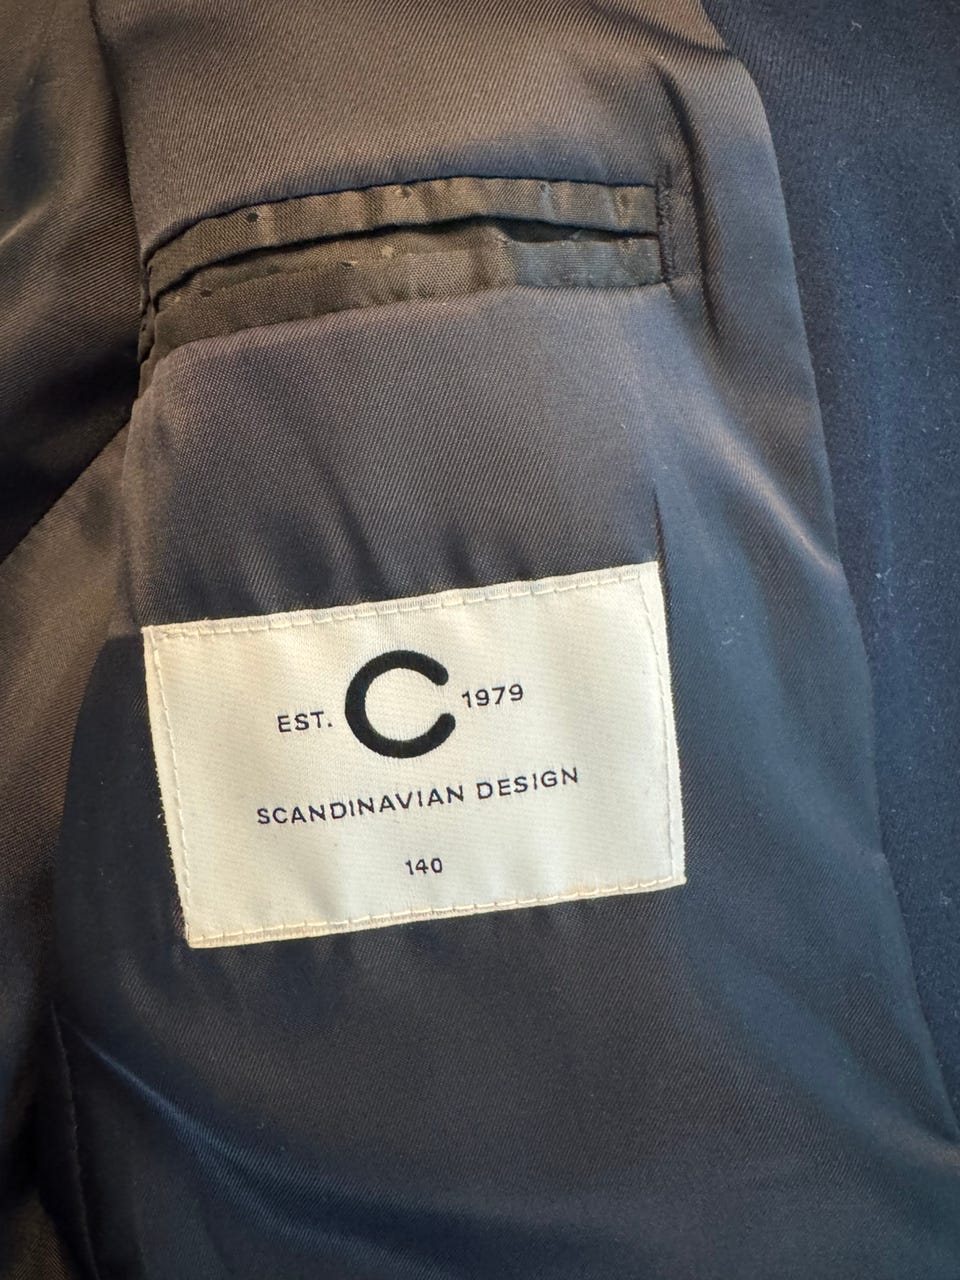 EST. C 1979
SCANDINAVIAN DESIGN
140